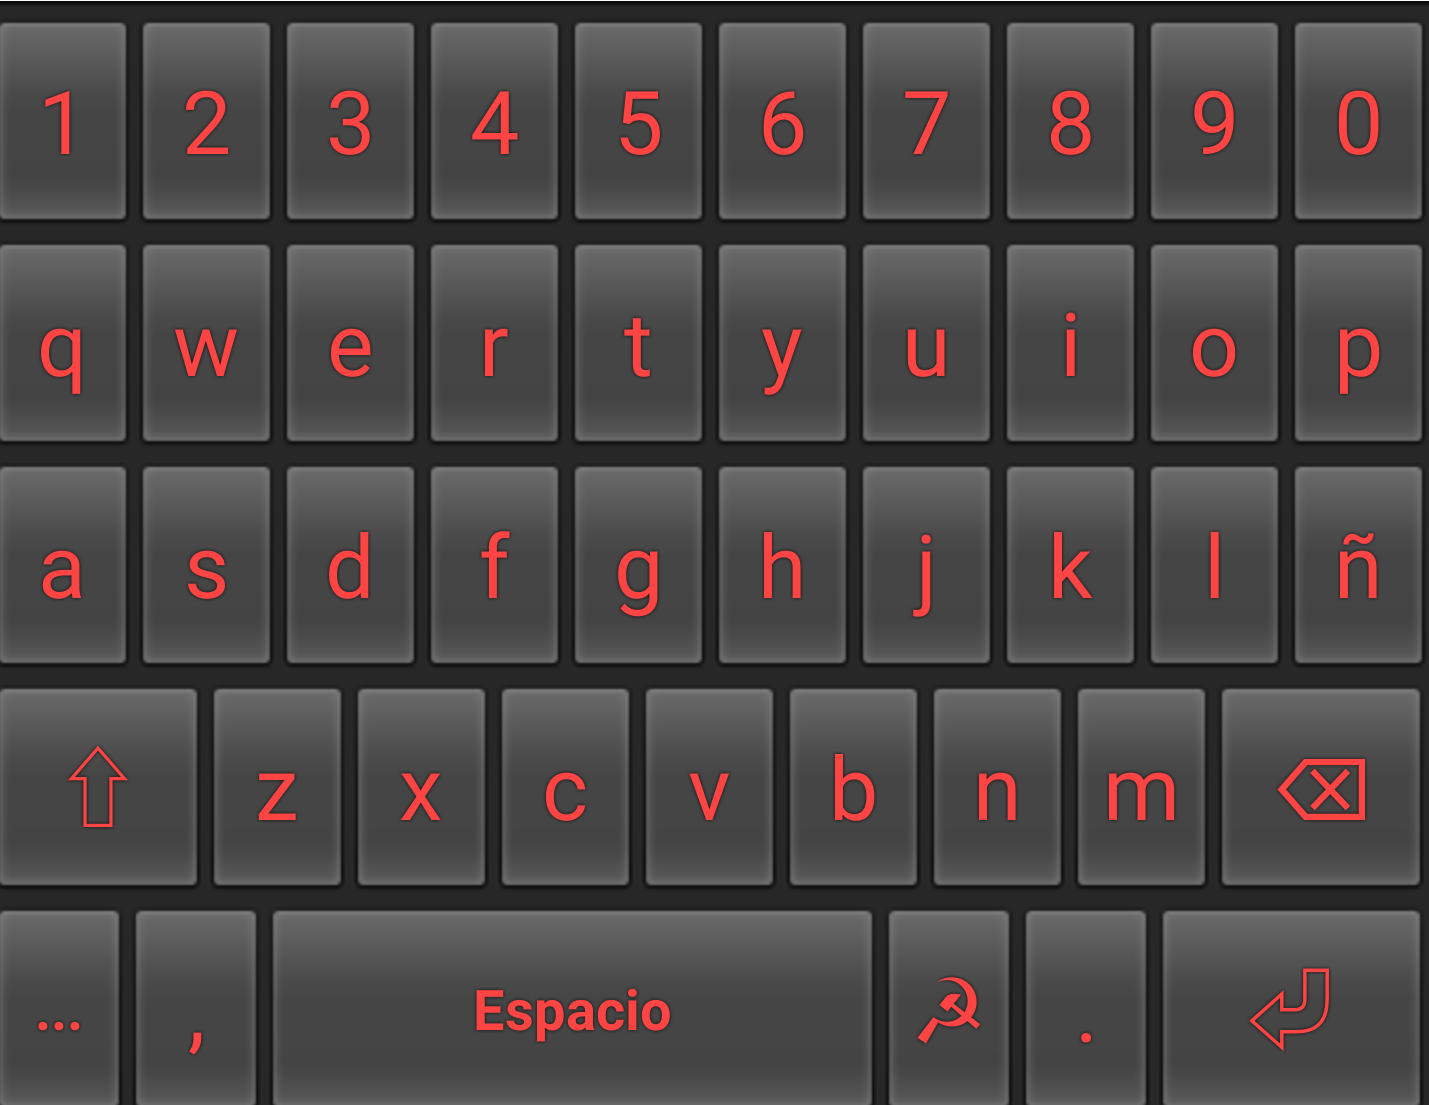 1 2 3 4 5 6 7 8 9 0
q w e r t y u i o p
a s d f g h j k l ñ
⇧ z x c v b n m ⌫
... , Espacio ☭ . ⏎